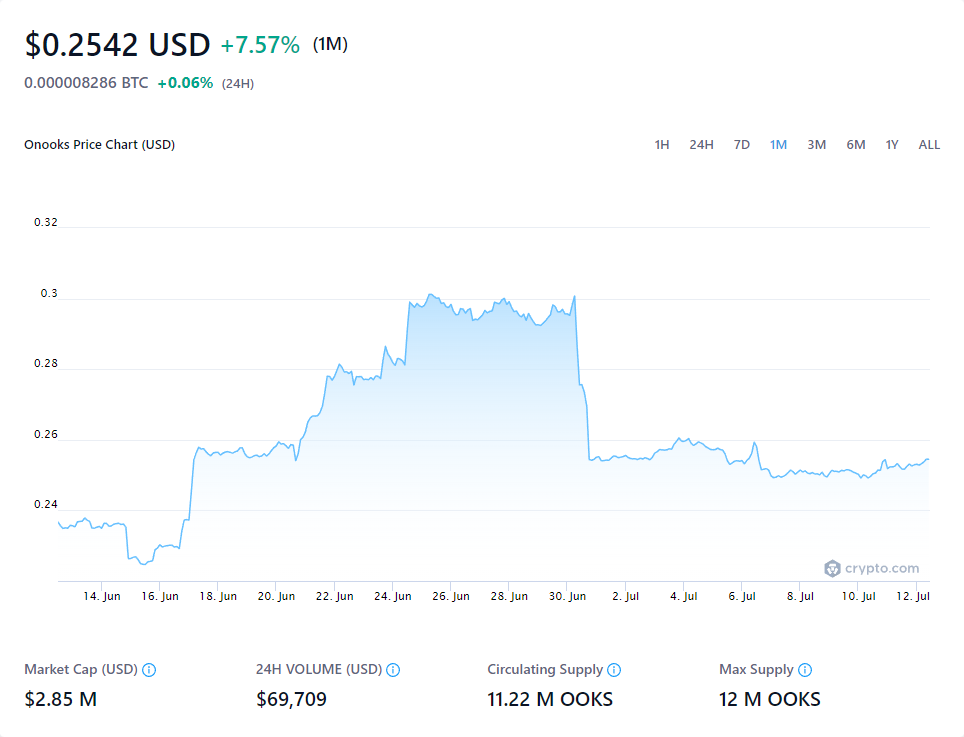 $0.2542 USD +7.57% (1M)
0.000008286 BTC +0.06% (24H)
Onooks Price Chart (USD) 1H 24H 7D 1M 3M 6M 1Y ALL
0.32
0.3
0.28
0.26
0.24
crypto.com
14. Jun 16. Jun 18. Jun 20. Jun 22. Jun 24. Jun 26. Jun 28. Jun 30. Jun 2. Jul 4. Jul 6. Jul 8. Jul 10. Jul 12. Jul
Market Cap (USD) 24H VOLUME (USD) Circulating Supply Max Supply
$2.85 M $69,709 11.22 M OOKS 12 M OOKS